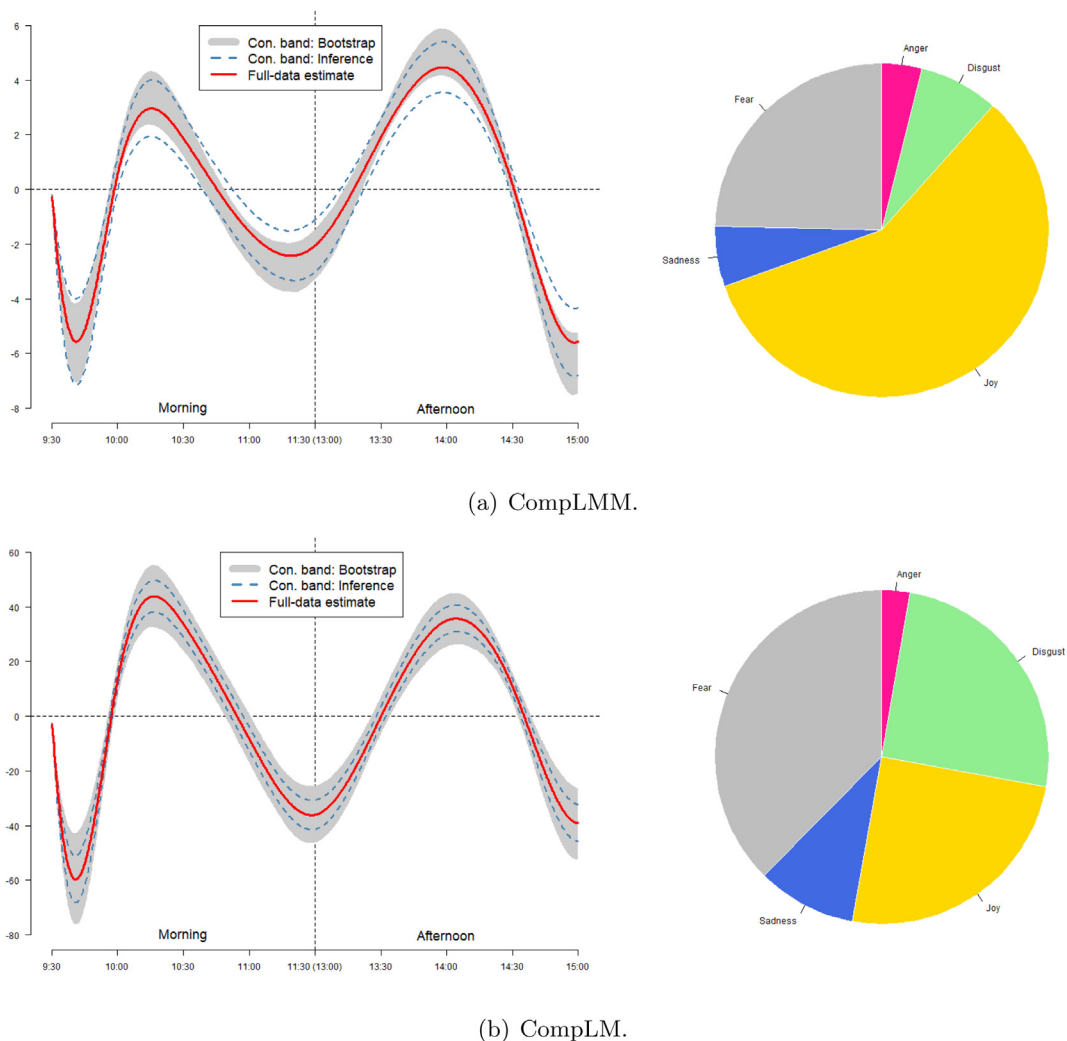 6
4
2
0
-2
-4
-6
-8
Con. band: Bootstrap
Con. band: Inference
Full-data estimate
Morning
Afternoon
9:30 10:00 10:30 11:00 11:30 (13:00) 13:30 14:00 14:30 15:00
Anger
Disgust
Fear
Sadness
Joy
(a) CompLMM.
60
40
20
0
-20
-40
-60
-80
Con. band: Bootstrap
Con. band: Inference
Full-data estimate
Morning
Afternoon
9:30 10:00 10:30 11:00 11:30 (13:00) 13:30 14:00 14:30 15:00
Anger
Disgust
Fear
Sadness
Joy
(b) CompLM.